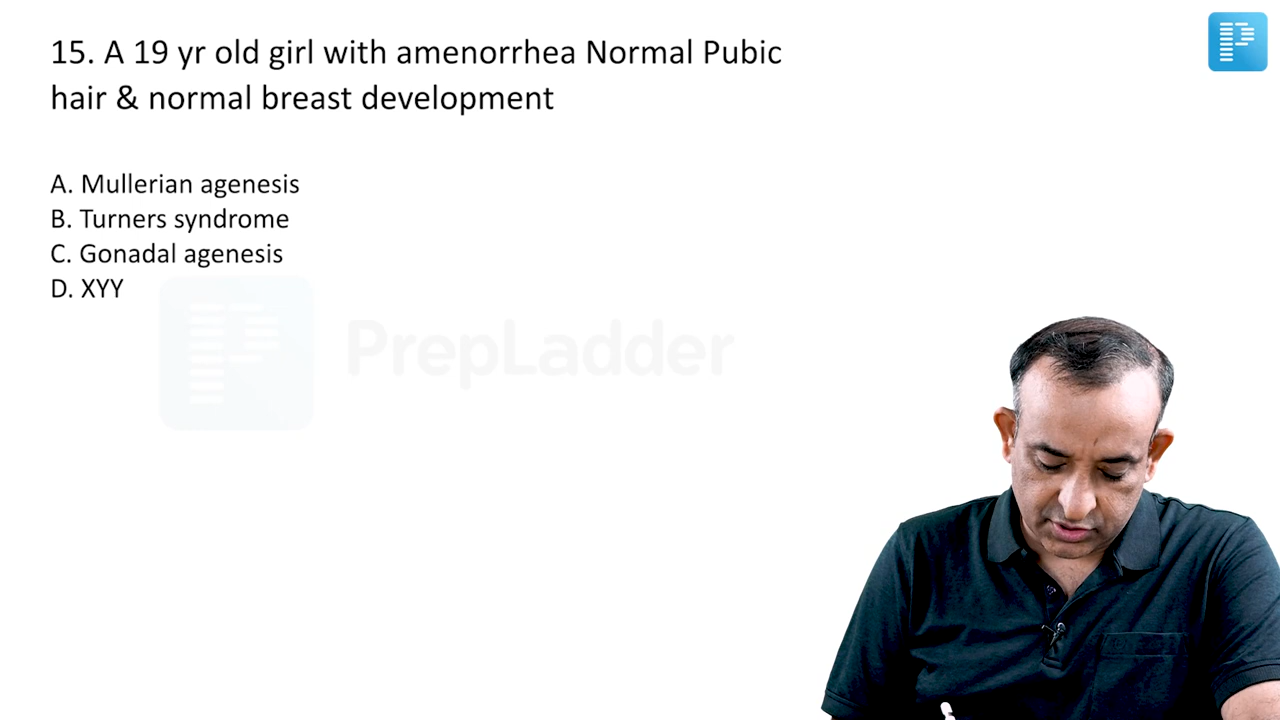 15. A 19 yr old girl with amenorrhea Normal Pubic
hair & normal breast development
A. Mullerian agenesis
B. Turners syndrome
C. Gonadal agenesis
D. XYY
PrepLadder